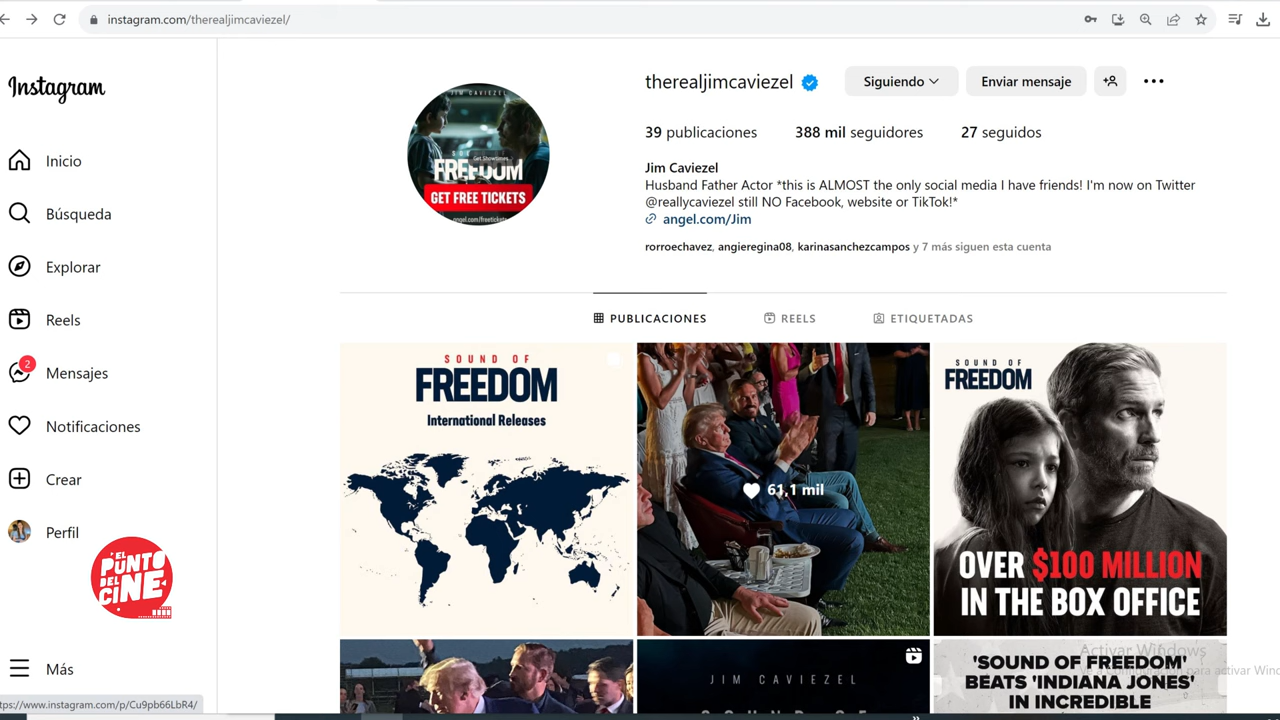 instagram.com/therealjimcaviezel/
Instagram
Inicio
Búsqueda
Explorar
Reels
2
Mensajes
Notificaciones
Crear
Perfil
EL PUNTO DEL CINE
Más
JIM CAVIEZEL
Get Showtimes
FREEDOM
GET FREE TICKETS
angel.com/freetickets
therealjimcaviezel
Siguiendo
Enviar mensaje
39 publicaciones 388 mil seguidores 27 seguidos
Jim Caviezel
Husband Father Actor *this is ALMOST the only social media I have friends! I'm now on Twitter
@reallycaviezel still NO Facebook, website or TikTok!*
angel.com/Jim
rorroechavez, angieregina08, karinasanchezcampos y 7 más siguen esta cuenta
PUBLICACIONES REELS ETIQUETADAS
SOUND OF
FREEDOM
International Releases
61,1 mil
SOUND OF
FREEDOM
OVER $100 MILLION
IN THE BOX OFFICE
JIM CAVIEZEL
'SOUND OF FREEDOM'
BEATS 'INDIANA JONES'
IN INCREDIBLE
Activar Windows
tps://www.instagram.com/p/Cu9pb66LbR4/